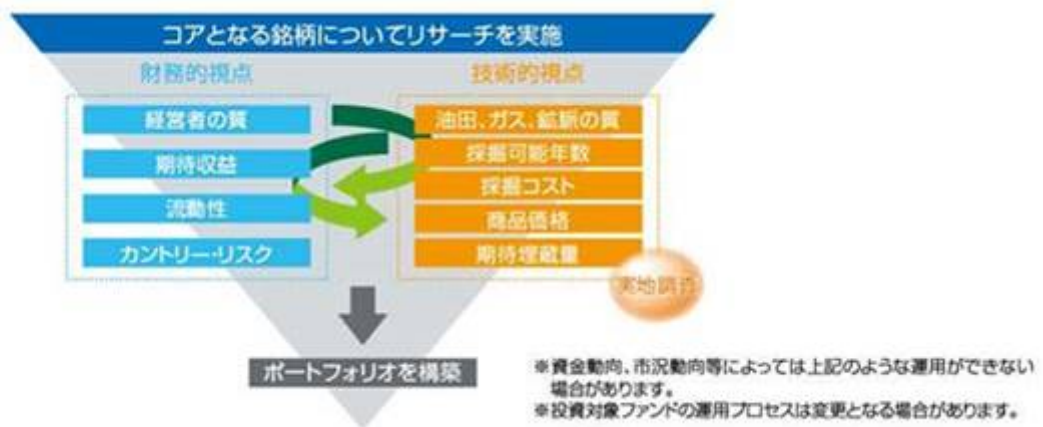 コアとなる銘柄についてリサーチを実施
財務的視点
技術的視点
経営者の質
期待収益
流動性
カントリー・リスク
油田、ガス、鉱脈の質
採掘可能年数
採掘コスト
商品価格
期待埋蔵量
実地調査
ポートフォリオを構築
※資金動向、市況動向等によっては上記のような運用ができない
場合があります。
※投資対象ファンドの運用プロセスは変更となる場合があります。